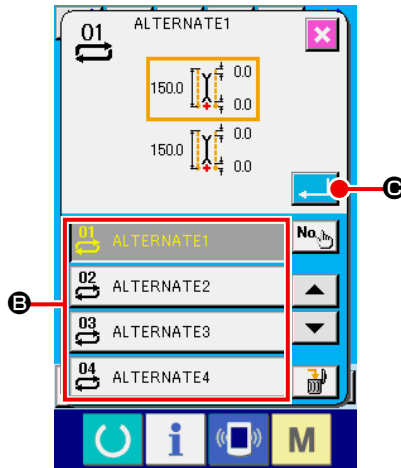 01 ALTERNATE1
150.0 0.0
0.0
150.0 0.0
0.0
C
No.
01 ALTERNATE1
02 ALTERNATE2
B
03 ALTERNATE3
04 ALTERNATE4
i M